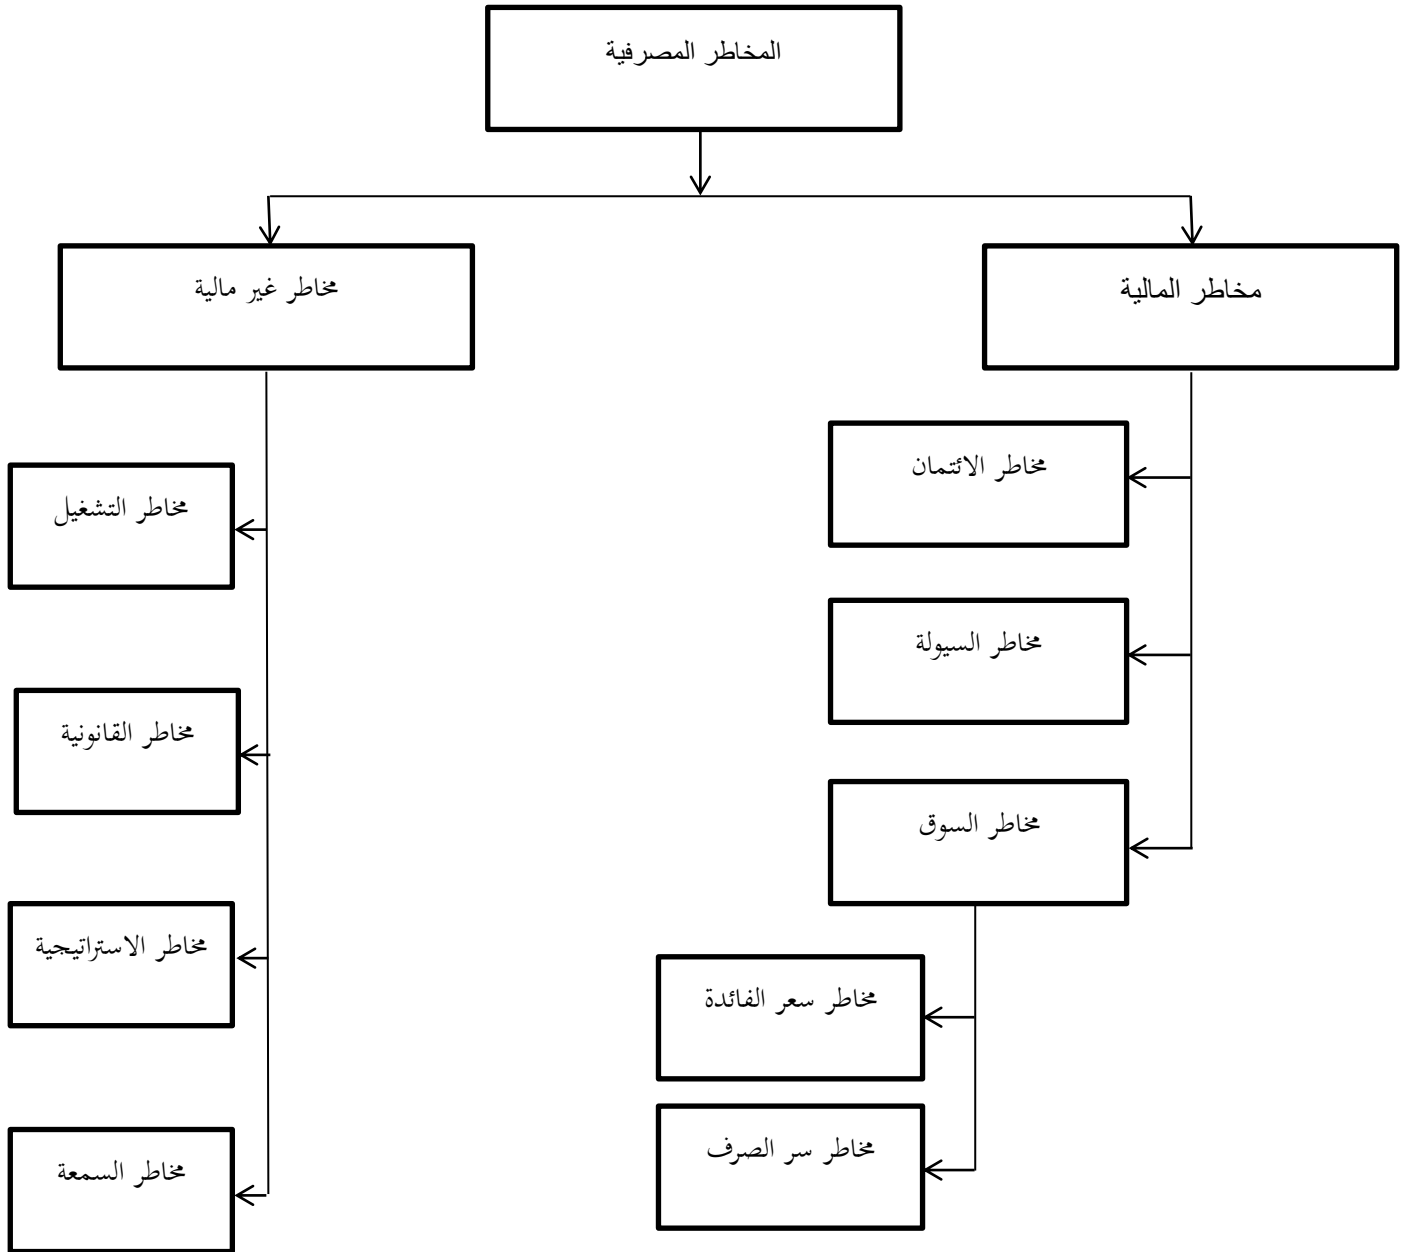 المخاطر المصرفية
مخاطر المالية
مخاطر غير مالية
مخاطر الائتمان
مخاطر السيولة
مخاطر السوق
مخاطر سعر الفائدة
مخاطر سر الصرف
مخاطر التشغيل
مخاطر القانونية
مخاطر الاستراتيجية
مخاطر السمعة